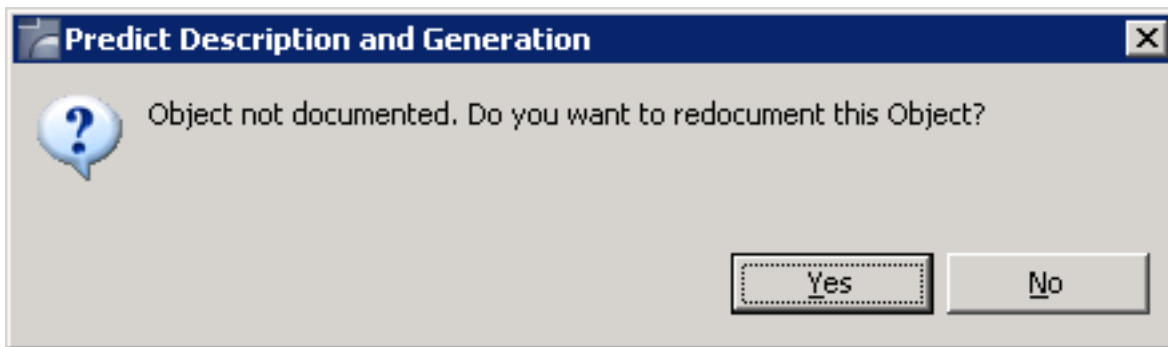 Predict Description and Generation
Object not documented. Do you want to redocument this Object?
Yes
No